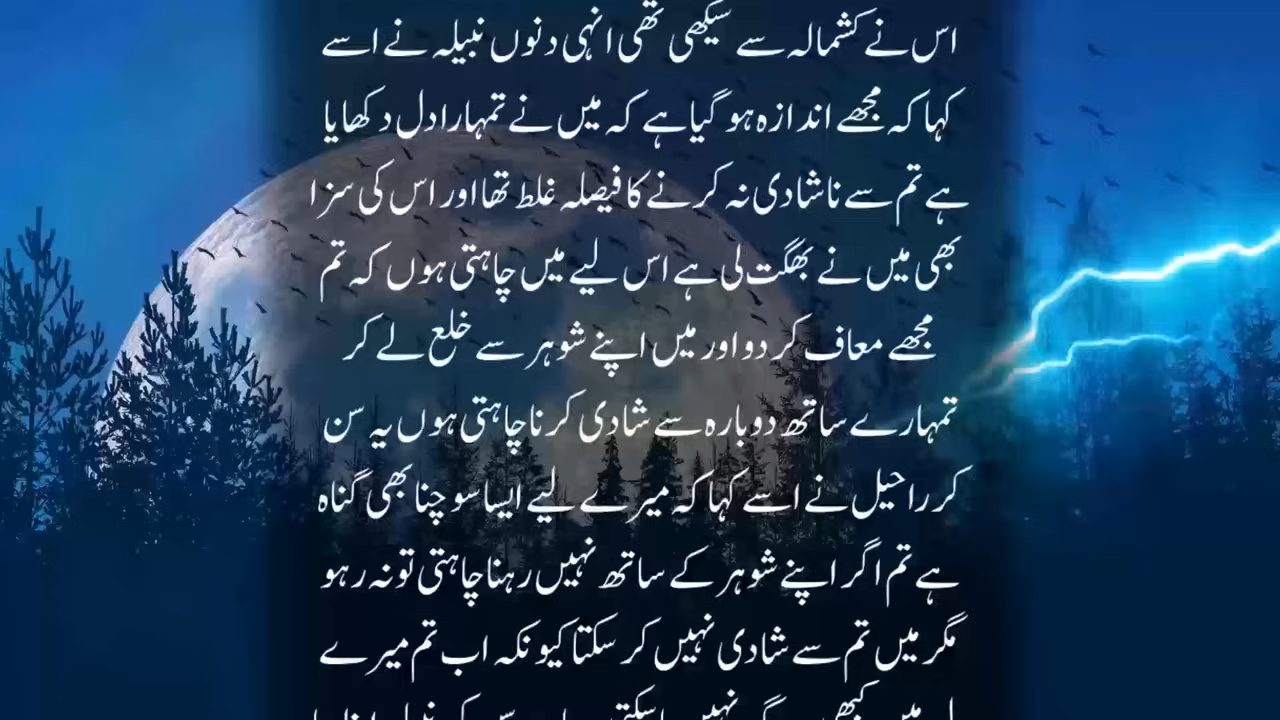 اس نے کشمالہ سے سیکھی تھی انہی دنوں نبیلہ نے اسے
کہا کہ مجھے اندازہ ہو گیا ہے کہ میں نے تمہارا دل دکھایا
ہے تم سے نا شادی نہ کرنے کا فیصلہ غلط تھا اور اس کی سزا
بھی میں نے بھگت لی ہے اس لیے میں چاہتی ہوں کہ تم
مجھے معاف کر دو اور میں اپنے شوہر سے خلع لے کر
تمہارے ساتھ دوبارہ سے شادی کرنا چاہتی ہوں یہ سن
کر راحیل نے اسے کہا کہ میرے لیے ایسا سوچنا بھی گناہ
ہے تم اگر اپنے شوہر کے ساتھ نہیں رہنا چاہتی تو نہ رہو
مگر میں تم سے شادی نہیں کر سکتا کیونکہ اب تم میرے